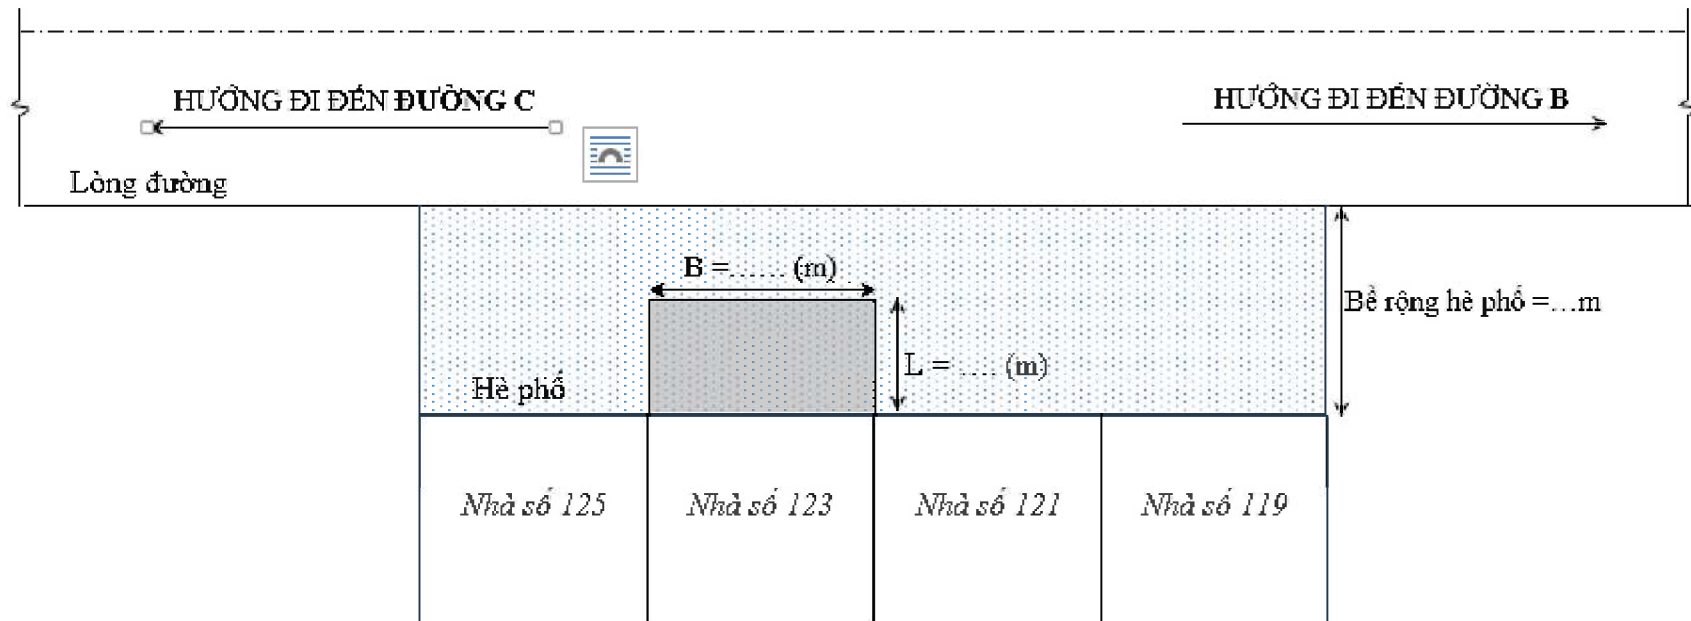 HƯỚNG ĐI ĐẾN ĐƯỜNG C
HƯỚNG ĐI ĐẾN ĐƯỜNG B
Lòng đường
B =...... (m)
Bề rộng hè phố =...m
L = .... (m)
Hè phố
Nhà số 125
Nhà số 123
Nhà số 121
Nhà số 119